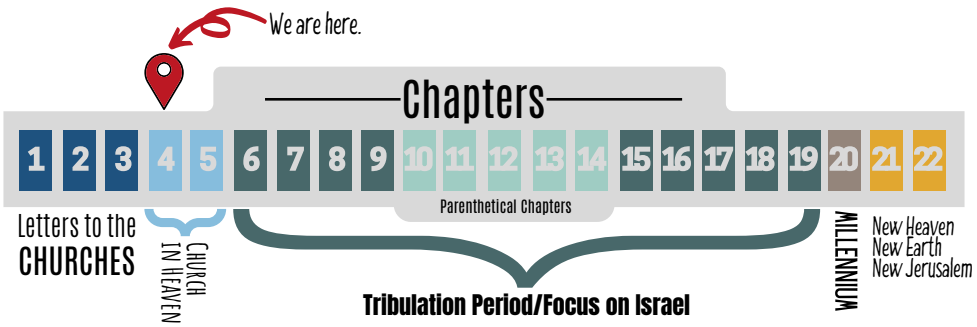 We are here.
Chapters
1 2 3 4 5 6 7 8 9 10 11 12 13 14 15 16 17 18 19 20 21 22
Parenthetical Chapters
Letters to the
CHURCHES
CHURCH
IN HEAVEN
Tribulation Period/Focus on Israel
MILLENNIUM
New Heaven
New Earth
New Jerusalem